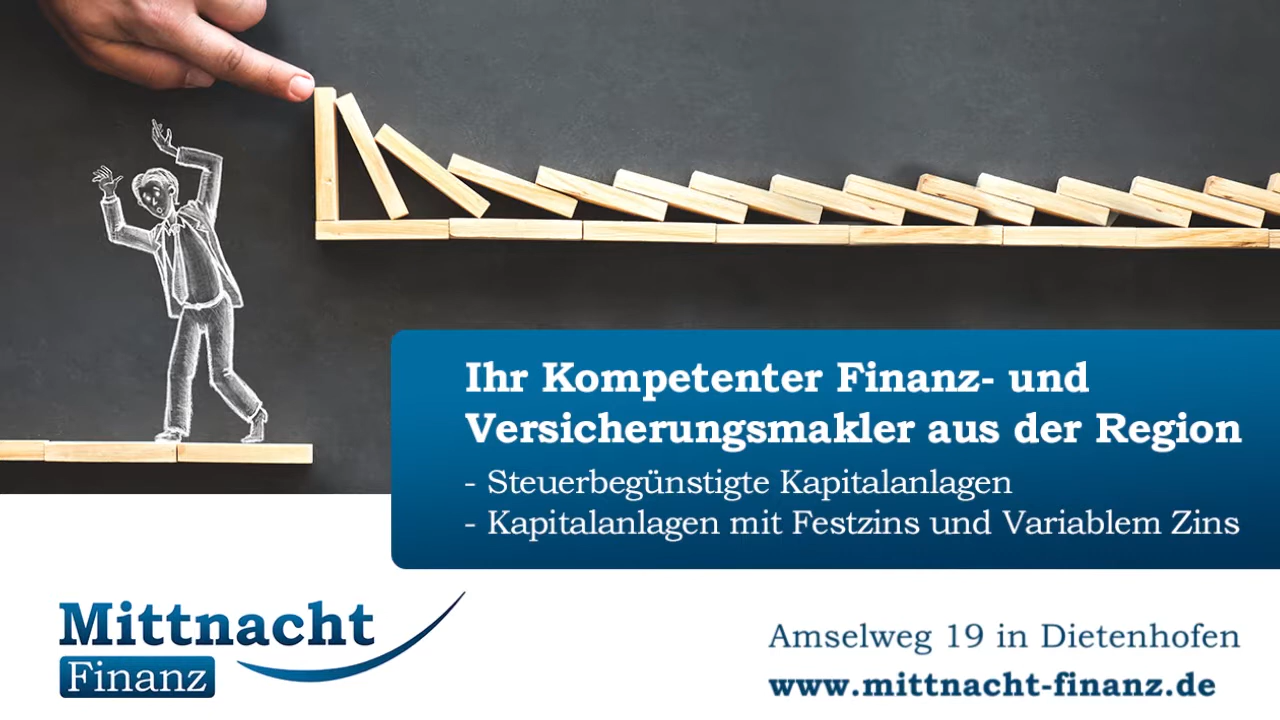 Ihr Kompetenter Finanz- und
Versicherungsmakler aus der Region
- Steuerbegünstigte Kapitalanlagen
- Kapitalanlagen mit Festzins und Variablem Zins
Mittnacht
Finanz
Amselweg 19 in Dietenhofen
www.mittnacht-finanz.de